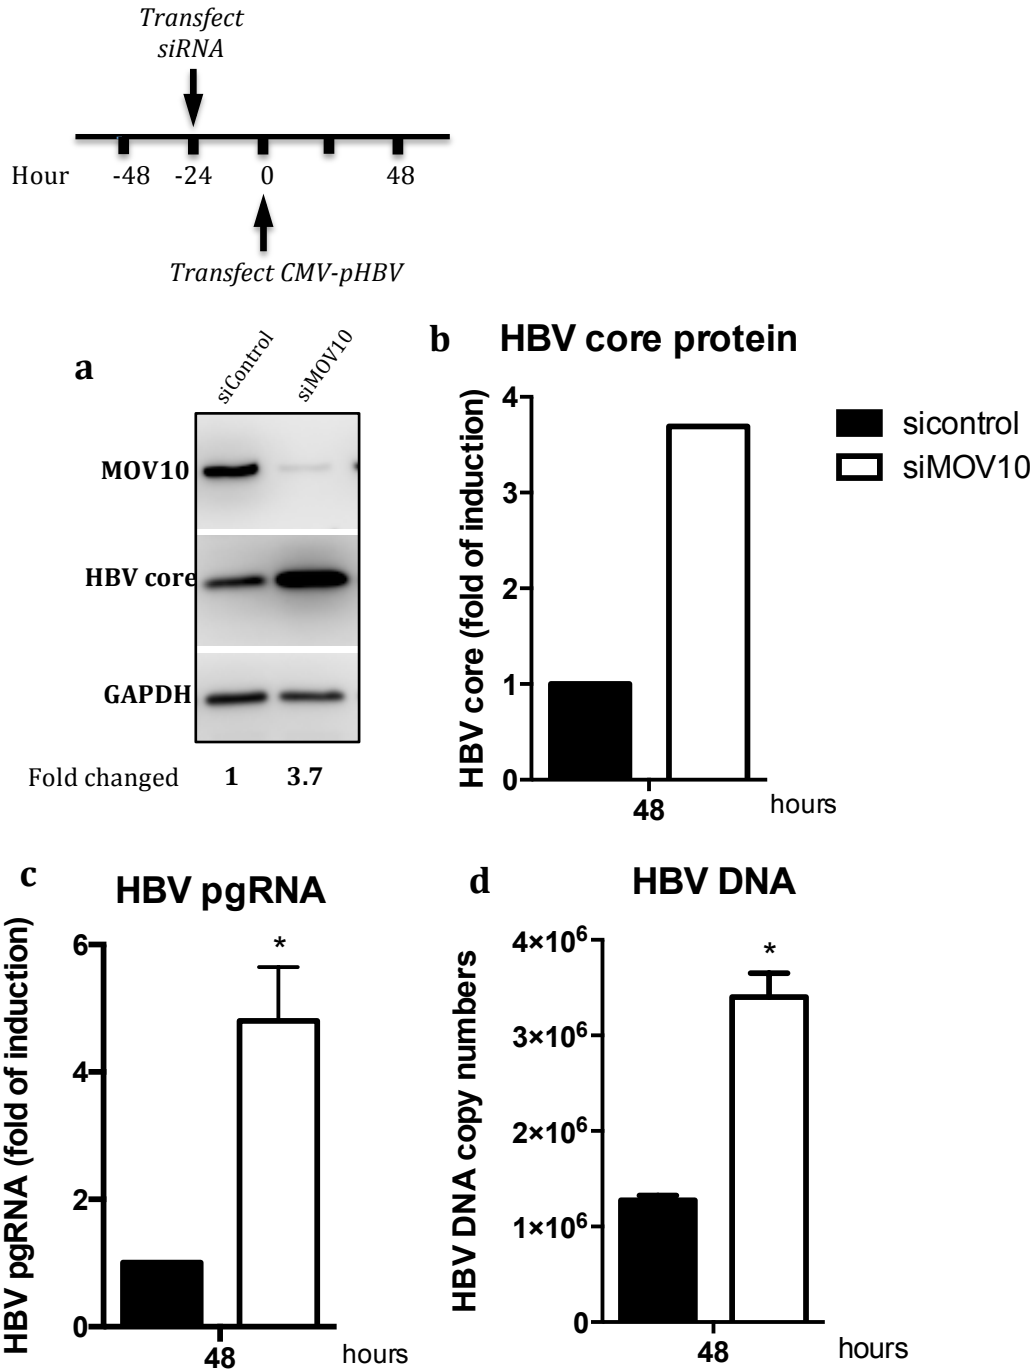 Transfect
siRNA
Hour -48 -24 0 48
Transfect CMV-pHBV
a
siControl siMOV10
MOV10
HBV core
GAPDH
Fold changed 1 3.7
b HBV core protein
HBV core (fold of induction)
4
3
2
1
0
48 hours
sicontrol
siMOV10
c HBV pgRNA
HBV pgRNA (fold of induction)
6
4
2
0
*
48 hours
d HBV DNA
HBV DNA copy numbers
4×10⁶
3×10⁶
2×10⁶
1×10⁶
0
*
48 hours